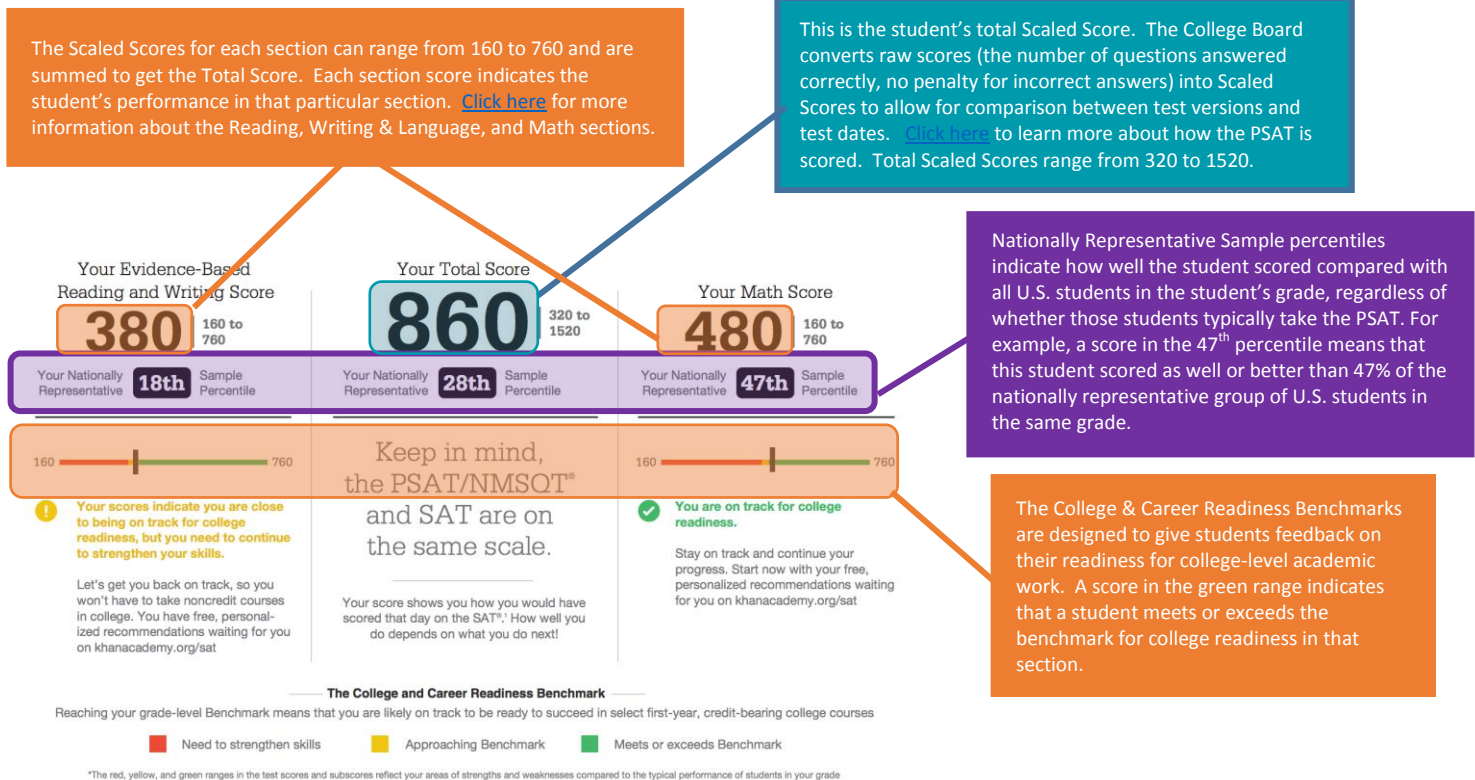 The Scaled Scores for each section can range from 160 to 760 and are
summed to get the Total Score.  Each section score indicates the
student's performance in that particular section.  Click here for more
information about the Reading, Writing & Language, and Math sections.
This is the student's total Scaled Score.  The College Board
converts raw scores (the number of questions answered
correctly, no penalty for incorrect answers) into Scaled
Scores to allow for comparison between test versions and
test dates.   Click here to learn more about how the PSAT is
scored.  Total Scaled Scores range from 320 to 1520.
Nationally Representative Sample percentiles
indicate how well the student scored compared with
all U.S. students in the student's grade, regardless of
whether those students typically take the PSAT. For
example, a score in the 47th percentile means that
this student scored as well or better than 47% of the
nationally representative group of U.S. students in
the same grade.
Your Evidence-Based
Reading and Writing Score
380
160 to
760
Your Nationally
Representative
18th
Sample
Percentile
Your Total Score
860
320 to
1520
Your Nationally
Representative
28th
Sample
Percentile
Your Math Score
480
160 to
760
Your Nationally
Representative
47th
Sample
Percentile
160
760
Your scores indicate you are close
to being on track for college
readiness, but you need to continue
to strengthen your skills.
Let's get you back on track, so you
won't have to take noncredit courses
in college. You have free, personal-
ized recommendations waiting for you
on khanacademy.org/sat
Keep in mind,
the PSAT/NMSQT®
and SAT are on
the same scale.
Your score shows you how you would have
scored that day on the SAT®.¹ How well you
do depends on what you do next!
160
760
You are on track for college
readiness.
Stay on track and continue your
progress. Start now with your free,
personalized recommendations waiting
for you on khanacademy.org/sat
The College & Career Readiness Benchmarks
are designed to give students feedback on
their readiness for college-level academic
work.  A score in the green range indicates
that a student meets or exceeds the
benchmark for college readiness in that
section.
The College and Career Readiness Benchmark
Reaching your grade-level Benchmark means that you are likely on track to be ready to succeed in select first-year, credit-bearing college courses
Need to strengthen skills
Approaching Benchmark
Meets or exceeds Benchmark
*The red, yellow, and green ranges in the test scores and subscores reflect your areas of strengths and weaknesses compared to the typical performance of students in your grade